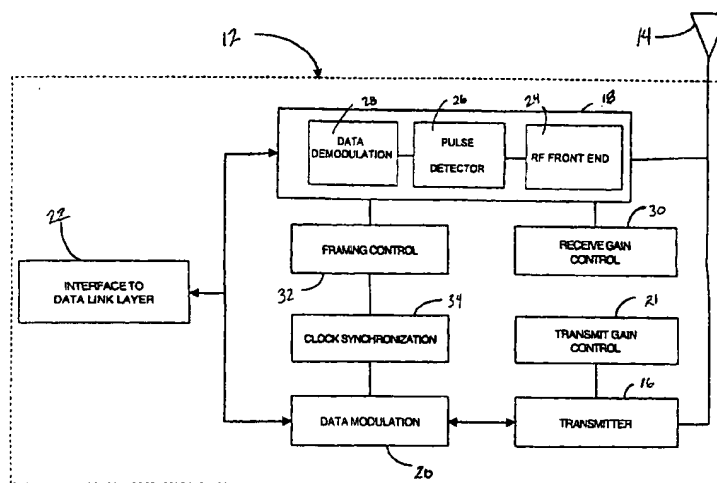 12
14
28
26
24
18
DATA
DEMODULATION
PULSE
DETECTOR
RF FRONT END
22
30
FRAMING CONTROL
RECEIVE GAIN
CONTROL
INTERFACE TO
DATA LINK LAYER
32
34
21
CLOCK SYNCHRONIZATION
TRANSMIT GAIN
CONTROL
16
DATA MODULATION
TRANSMITTER
20